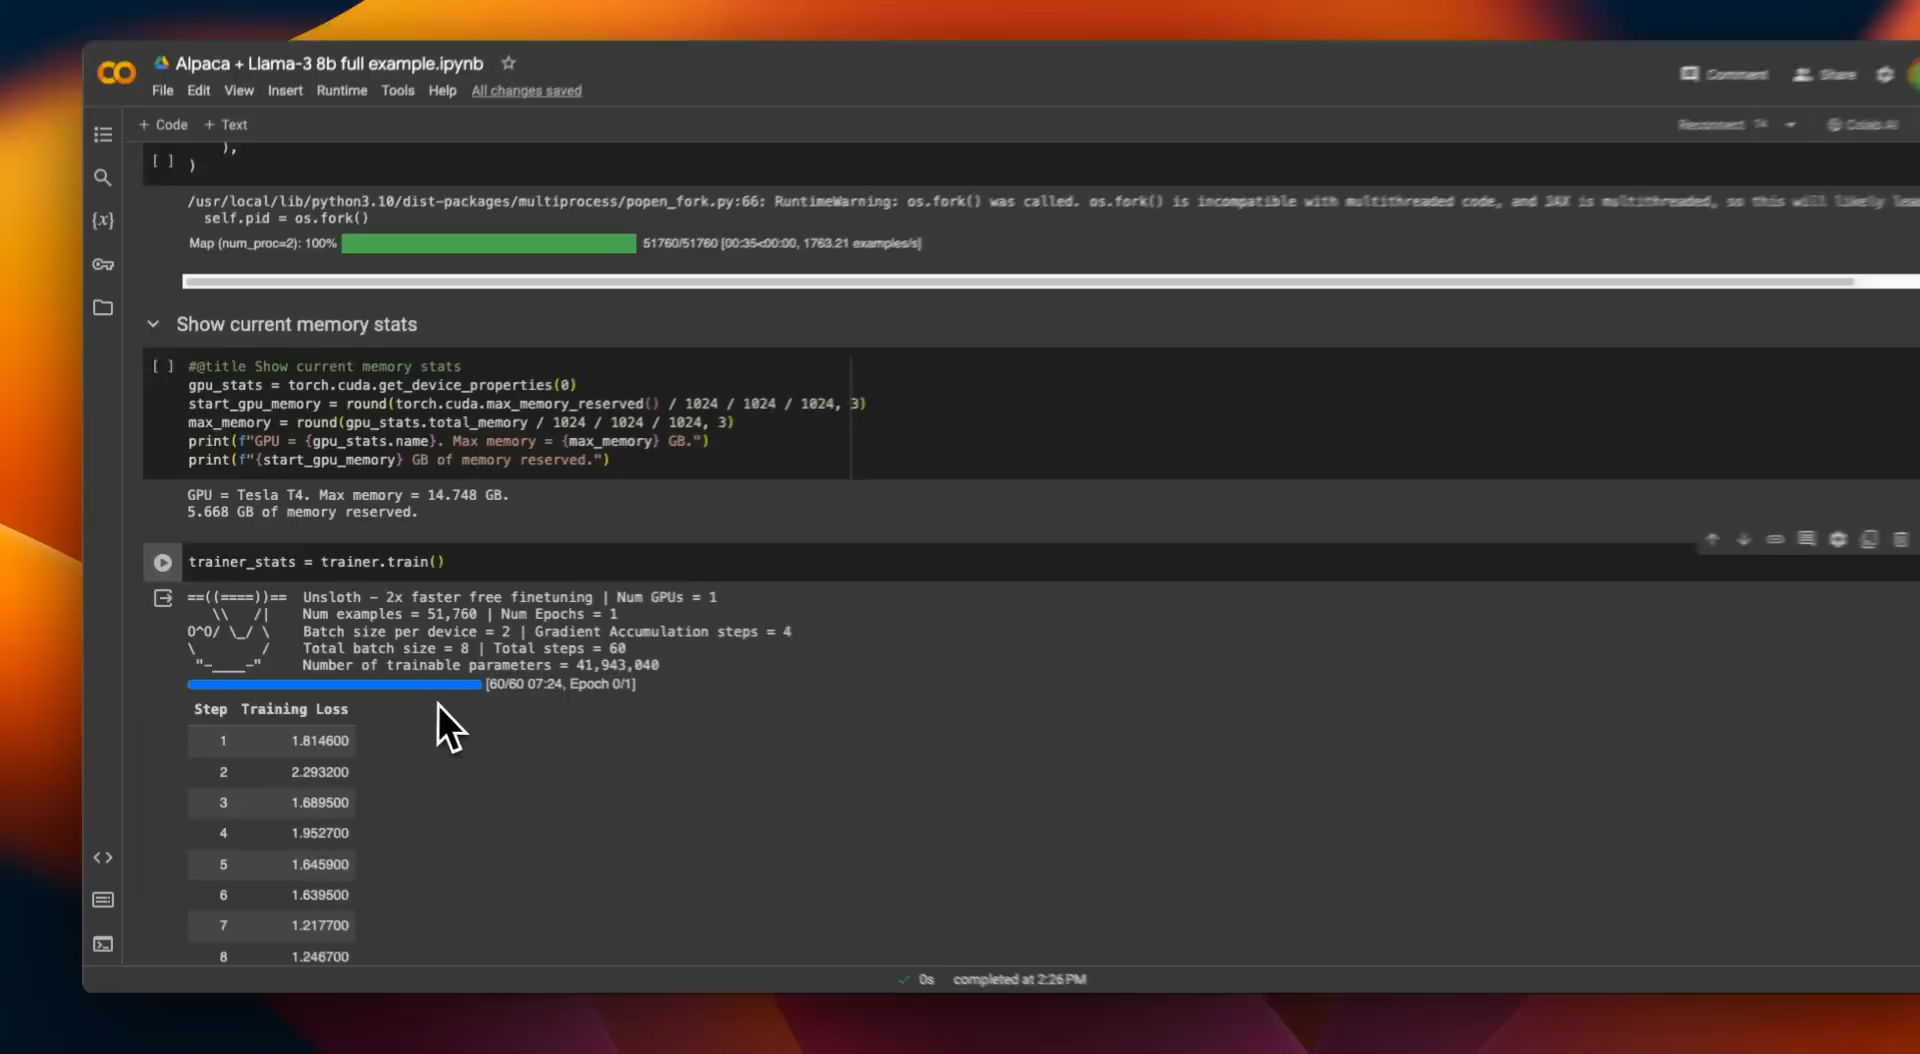 Alpaca + Llama-3 8b full example.ipynb
File Edit View Insert Runtime Tools Help All changes saved
Comment Share
+ Code + Text
Reconnect T4 Colab AI
),
[ ] )
/usr/local/lib/python3.10/dist-packages/multiprocess/popen_fork.py:66: RuntimeWarning: os.fork() was called. os.fork() is incompatible with multithreaded code, and JAX is multithreaded, so this will likely lea
self.pid = os.fork()
Map (num_proc=2): 100% 51760/51760 [00:35<00:00, 1763.21 examples/s]
Show current memory stats
[ ] #@title Show current memory stats
gpu_stats = torch.cuda.get_device_properties(0)
start_gpu_memory = round(torch.cuda.max_memory_reserved() / 1024 / 1024 / 1024, 3)
max_memory = round(gpu_stats.total_memory / 1024 / 1024 / 1024, 3)
print(f"GPU = {gpu_stats.name}. Max memory = {max_memory} GB.")
print(f"{start_gpu_memory} GB of memory reserved.")
GPU = Tesla T4. Max memory = 14.748 GB.
5.668 GB of memory reserved.
trainer_stats = trainer.train()
==((====))== Unsloth - 2x faster free finetuning | Num GPUs = 1
\\ /| Num examples = 51,760 | Num Epochs = 1
O^O/ \_/ \ Batch size per device = 2 | Gradient Accumulation steps = 4
\ / Total batch size = 8 | Total steps = 60
"-____-" Number of trainable parameters = 41,943,040
[60/60 07:24, Epoch 0/1]
Step Training Loss
1 1.814600
2 2.293200
3 1.689500
4 1.952700
5 1.645900
6 1.639500
7 1.217700
8 1.246700
0s completed at 2:26 PM